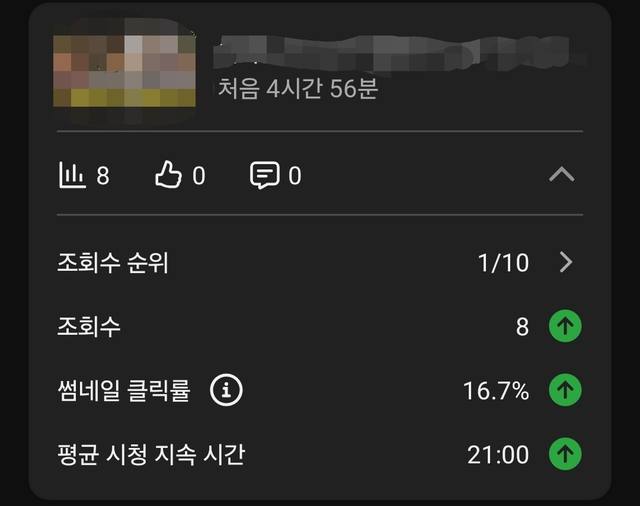 처음 4시간 56분
8 0 0
조회수 순위 1/10
조회수 8
썸네일 클릭률 16.7%
평균 시청 지속 시간 21:00